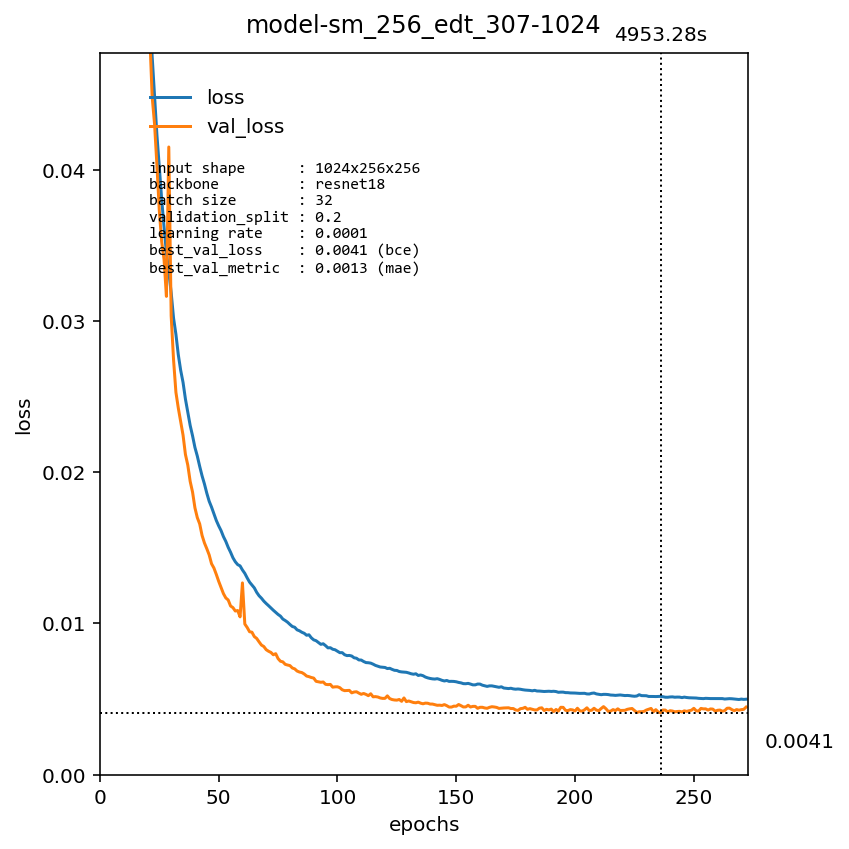 model-sm_256_edt_307-1024
4953.28s
loss
val_loss
input shape : 1024x256x256
backbone : resnet18
batch size : 32
validation_split : 0.2
learning rate : 0.0001
best_val_loss : 0.0041 (bce)
best_val_metric : 0.0013 (mae)
0.04
0.03
0.02
0.01
0.00
loss
0.0041
0 50 100 150 200 250
epochs